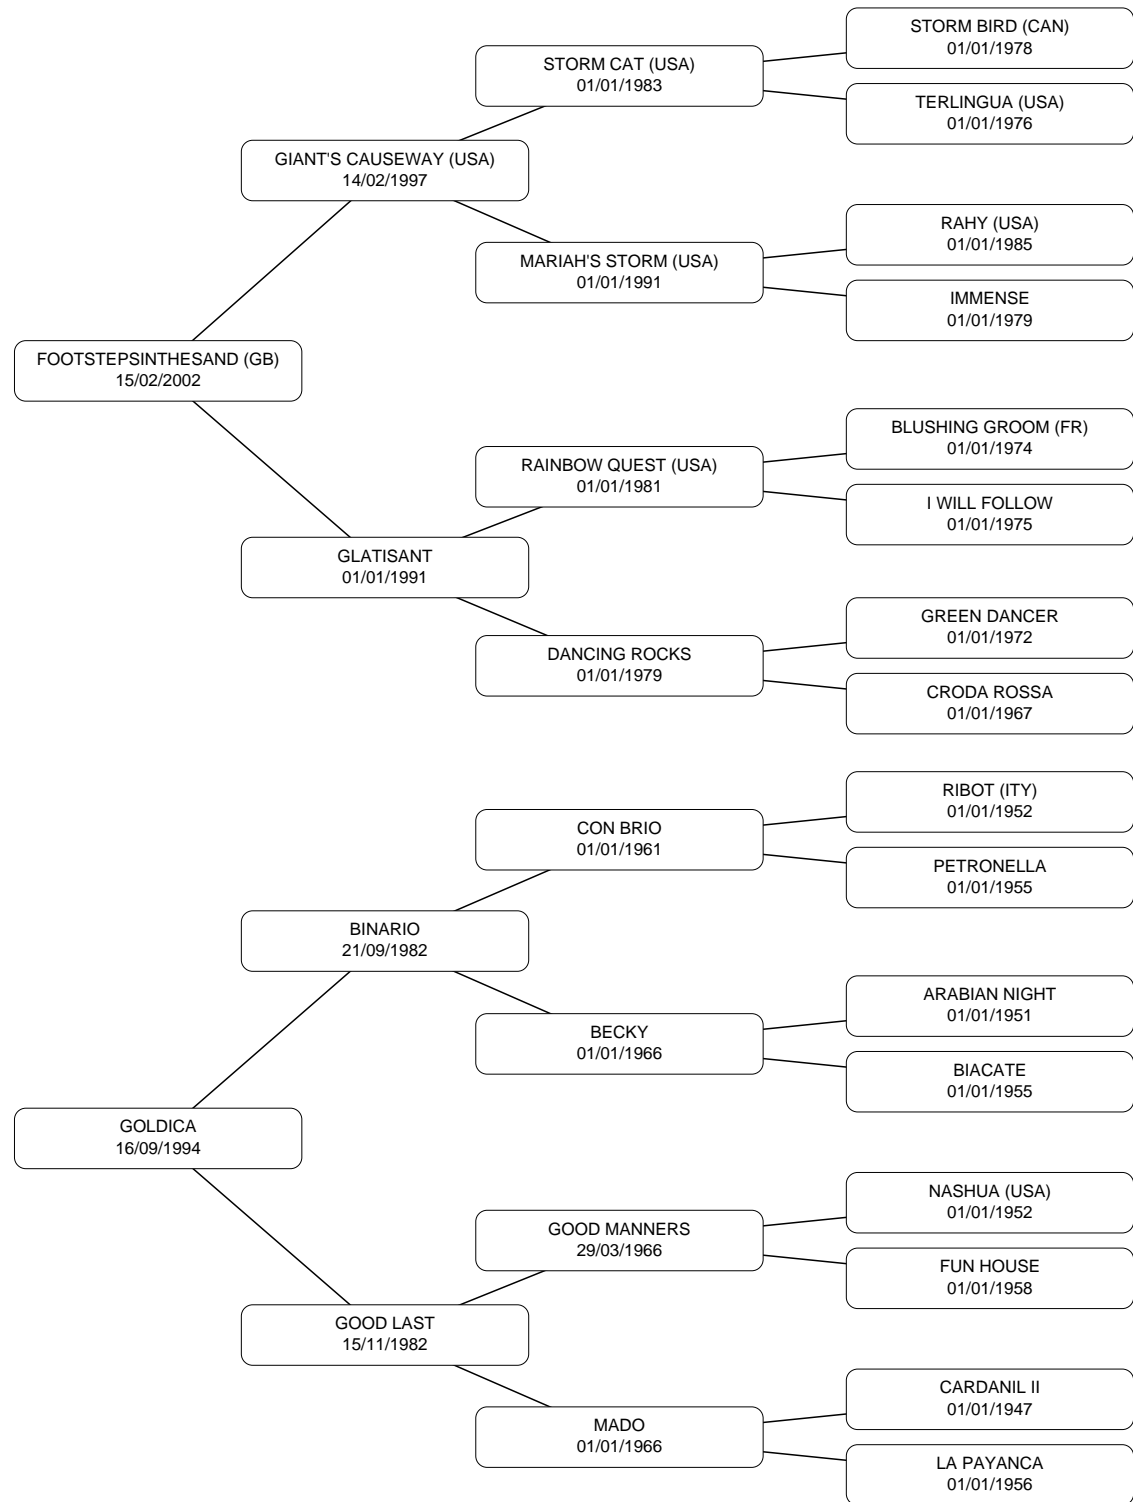 STORM BIRD (CAN)
01/01/1978
STORM CAT (USA)
01/01/1983
TERLINGUA (USA)
01/01/1976
GIANT'S CAUSEWAY (USA)
14/02/1997
RAHY (USA)
01/01/1985
MARIAH'S STORM (USA)
01/01/1991
IMMENSE
01/01/1979
FOOTSTEPSINTHESAND (GB)
15/02/2002
BLUSHING GROOM (FR)
01/01/1974
RAINBOW QUEST (USA)
01/01/1981
I WILL FOLLOW
01/01/1975
GLATISANT
01/01/1991
GREEN DANCER
01/01/1972
DANCING ROCKS
01/01/1979
CRODA ROSSA
01/01/1967
RIBOT (ITY)
01/01/1952
CON BRIO
01/01/1961
PETRONELLA
01/01/1955
BINARIO
21/09/1982
ARABIAN NIGHT
01/01/1951
BECKY
01/01/1966
BIACATE
01/01/1955
GOLDICA
16/09/1994
NASHUA (USA)
01/01/1952
GOOD MANNERS
29/03/1966
FUN HOUSE
01/01/1958
GOOD LAST
15/11/1982
CARDANIL II
01/01/1947
MADO
01/01/1966
LA PAYANCA
01/01/1956